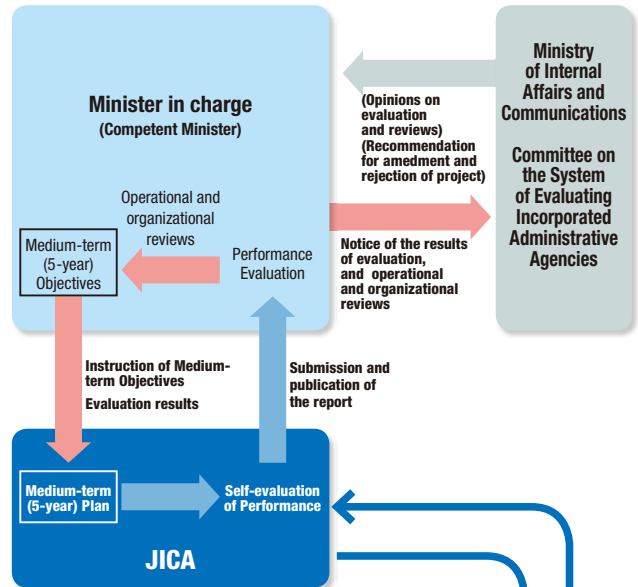 Minister in charge
(Competent Minister)
Operational and
organizational
reviews
Medium-term
(5-year)
Objectives
Performance
Evaluation
(Opinions on
evaluation
and reviews)
(Recommendation
for amedment and
rejection of project)
Notice of the results
of evaluation,
and operational
and organizational
reviews
Ministry
of Internal
Affairs and
Communications
Committee on
the System
of Evaluating
Incorporated
Administrative
Agencies
Instruction of Medium-
term Objectives
Evaluation results
Submission and
publication of
the report
Medium-term
(5-year) Plan
Self-evaluation
of Performance
JICA